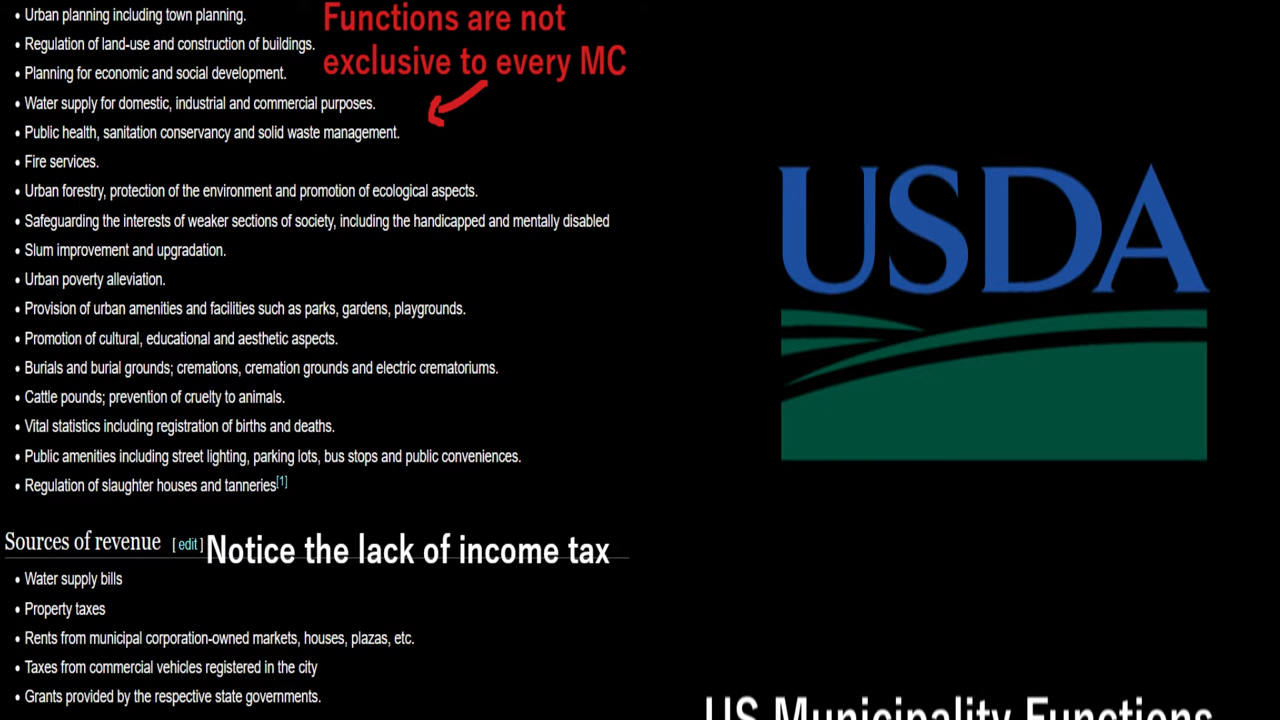 • Urban planning including town planning.
Functions are not
exclusive to every MC
• Regulation of land-use and construction of buildings.
• Planning for economic and social development.
• Water supply for domestic, industrial and commercial purposes.
• Public health, sanitation conservancy and solid waste management.
• Fire services.
• Urban forestry, protection of the environment and promotion of ecological aspects.
• Safeguarding the interests of weaker sections of society, including the handicapped and mentally disabled
• Slum improvement and upgradation.
• Urban poverty alleviation.
• Provision of urban amenities and facilities such as parks, gardens, playgrounds.
• Promotion of cultural, educational and aesthetic aspects.
• Burials and burial grounds; cremations, cremation grounds and electric crematoriums.
• Cattle pounds; prevention of cruelty to animals.
• Vital statistics including registration of births and deaths.
• Public amenities including street lighting, parking lots, bus stops and public conveniences.
• Regulation of slaughter houses and tanneries[1]
Sources of revenue [ edit ]
Notice the lack of income tax
• Water supply bills
• Property taxes
• Rents from municipal corporation-owned markets, houses, plazas, etc.
• Taxes from commercial vehicles registered in the city
• Grants provided by the respective state governments.
USDA
US Municipality Functions